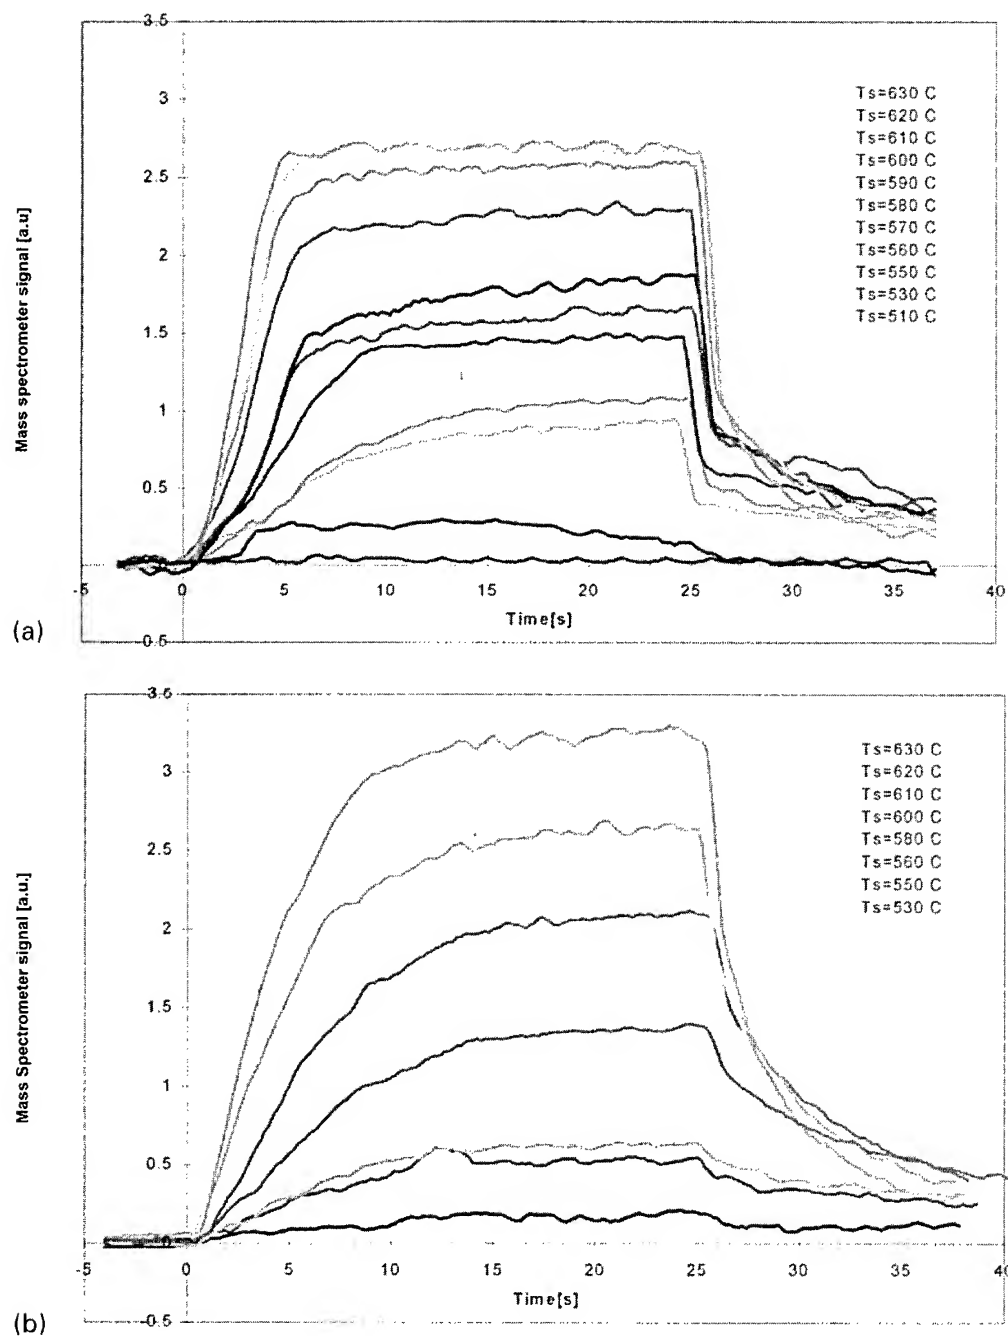 3.5
3
2.5
2
1.5
1
0.5
0
-0.5
-5 0 5 10 15 20 25 30 35 40
Mass spectrometer signal [a.u]
Time[s]
Ts=630 C
Ts=620 C
Ts=610 C
Ts=600 C
Ts=590 C
Ts=580 C
Ts=570 C
Ts=560 C
Ts=550 C
Ts=530 C
Ts=510 C
(a)
3.5
3
2.5
2
1.5
1
0.5
0
-0.5
-5 0 5 10 15 20 25 30 35 40
Mass Spectrometer signal [a.u.]
Time[s]
Ts=630 C
Ts=620 C
Ts=610 C
Ts=600 C
Ts=580 C
Ts=560 C
Ts=550 C
Ts=530 C
(b)